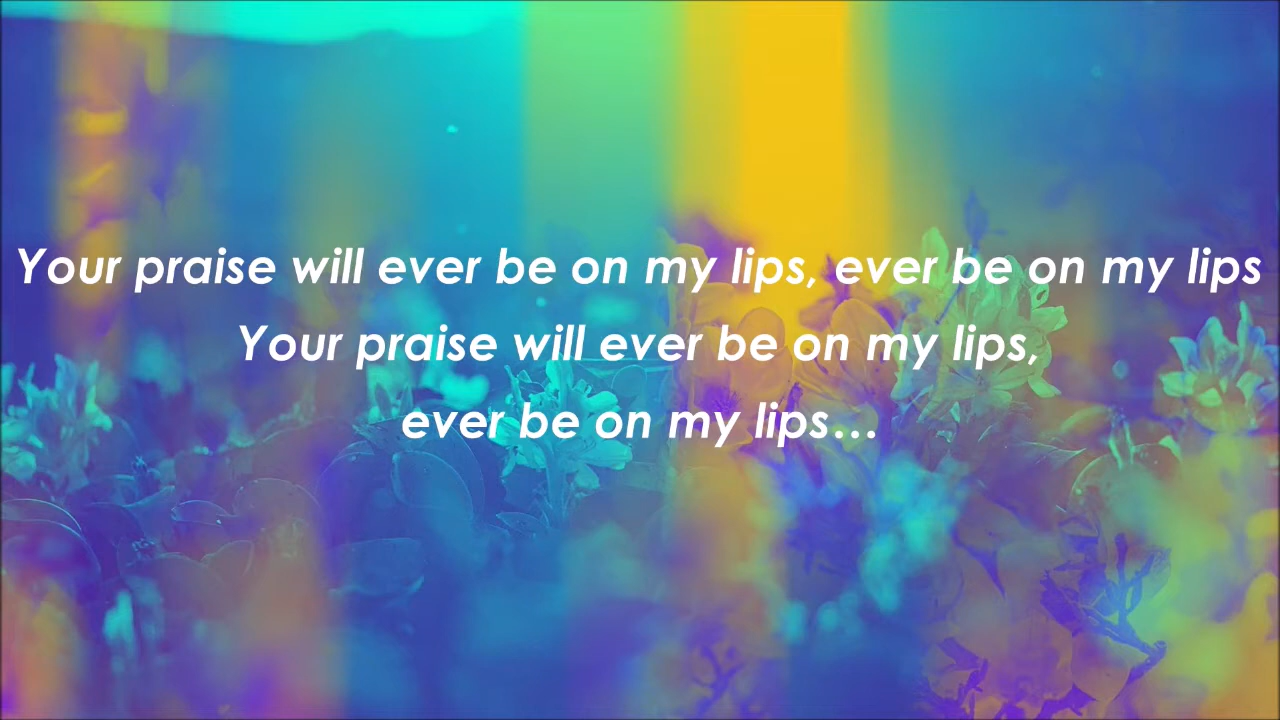 Your praise will ever be on my lips, ever be on my lips
Your praise will ever be on my lips,
ever be on my lips…